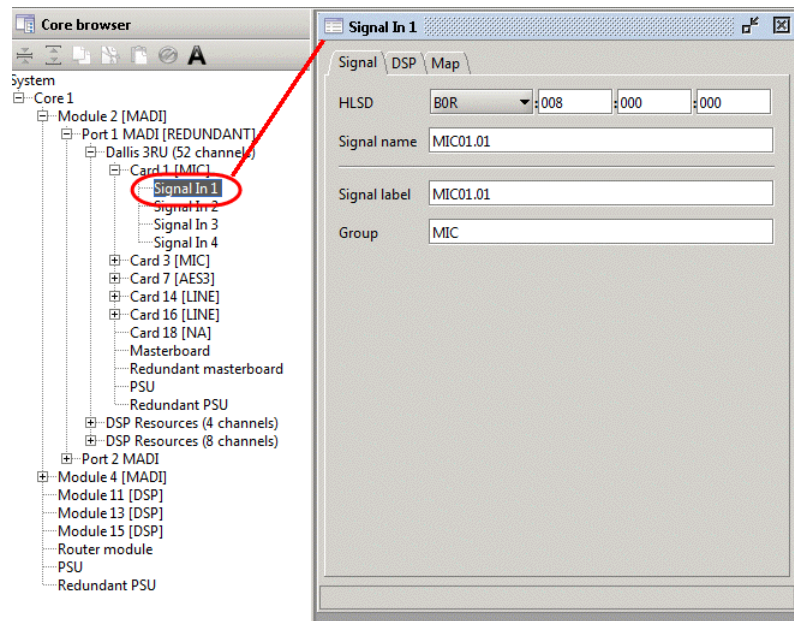 Core browser
A
System
Core 1
Module 2 [MADI]
Port 1 MADI [REDUNDANT]
Dallis 3RU (52 channels)
Card 1 [MIC]
Signal In 1
Signal In 2
Signal In 3
Signal In 4
Card 3 [MIC]
Card 7 [AES3]
Card 14 [LINE]
Card 16 [LINE]
Card 18 [NA]
Masterboard
Redundant masterboard
PSU
Redundant PSU
DSP Resources (4 channels)
DSP Resources (8 channels)
Port 2 MADI
Module 4 [MADI]
Module 11 [DSP]
Module 13 [DSP]
Module 15 [DSP]
Router module
PSU
Redundant PSU
Signal In 1
Signal DSP Map
HLSD B0R :008 :000 :000
Signal name MIC01.01
Signal label MIC01.01
Group MIC